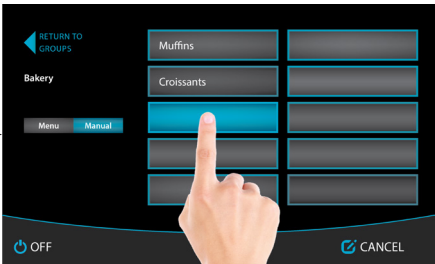 RETURN TO
GROUPS
Muffins
Bakery
Croissants
Menu
Manual
OFF
CANCEL